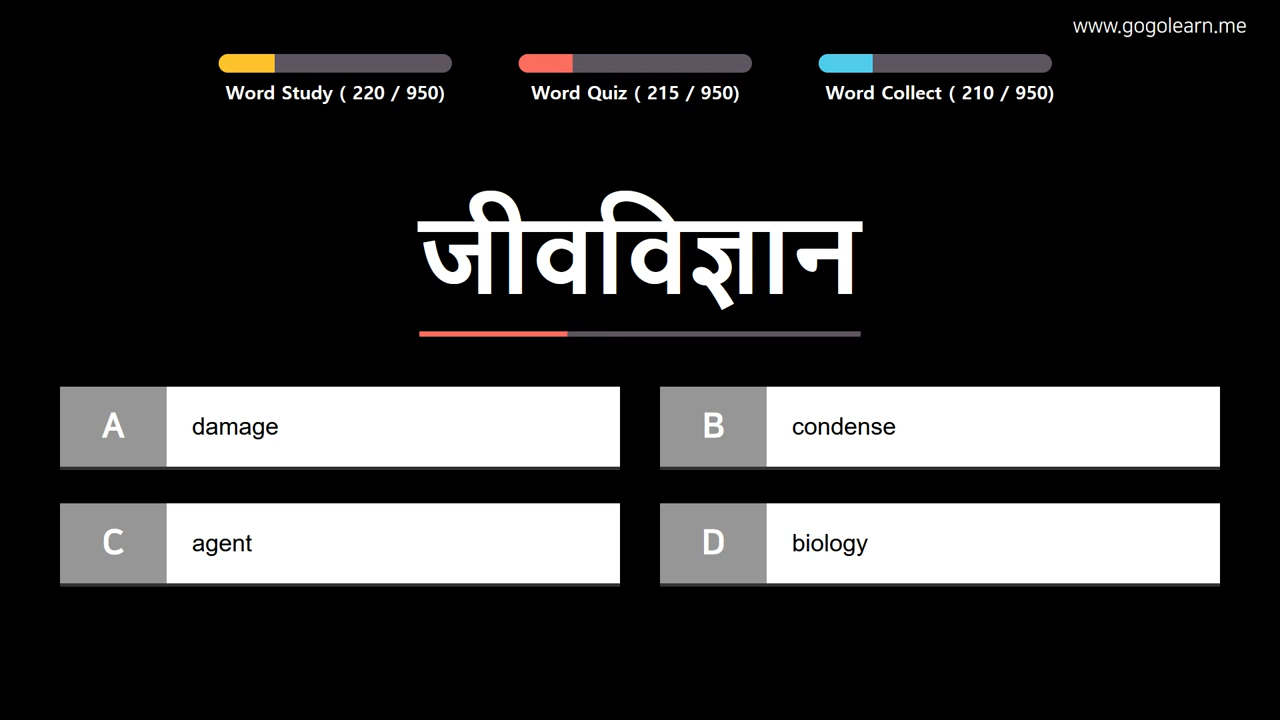 www.gogolearn.me
Word Study ( 220 / 950)
Word Quiz ( 215 / 950)
Word Collect ( 210 / 950)
जीवविज्ञान
A damage
B condense
C agent
D biology